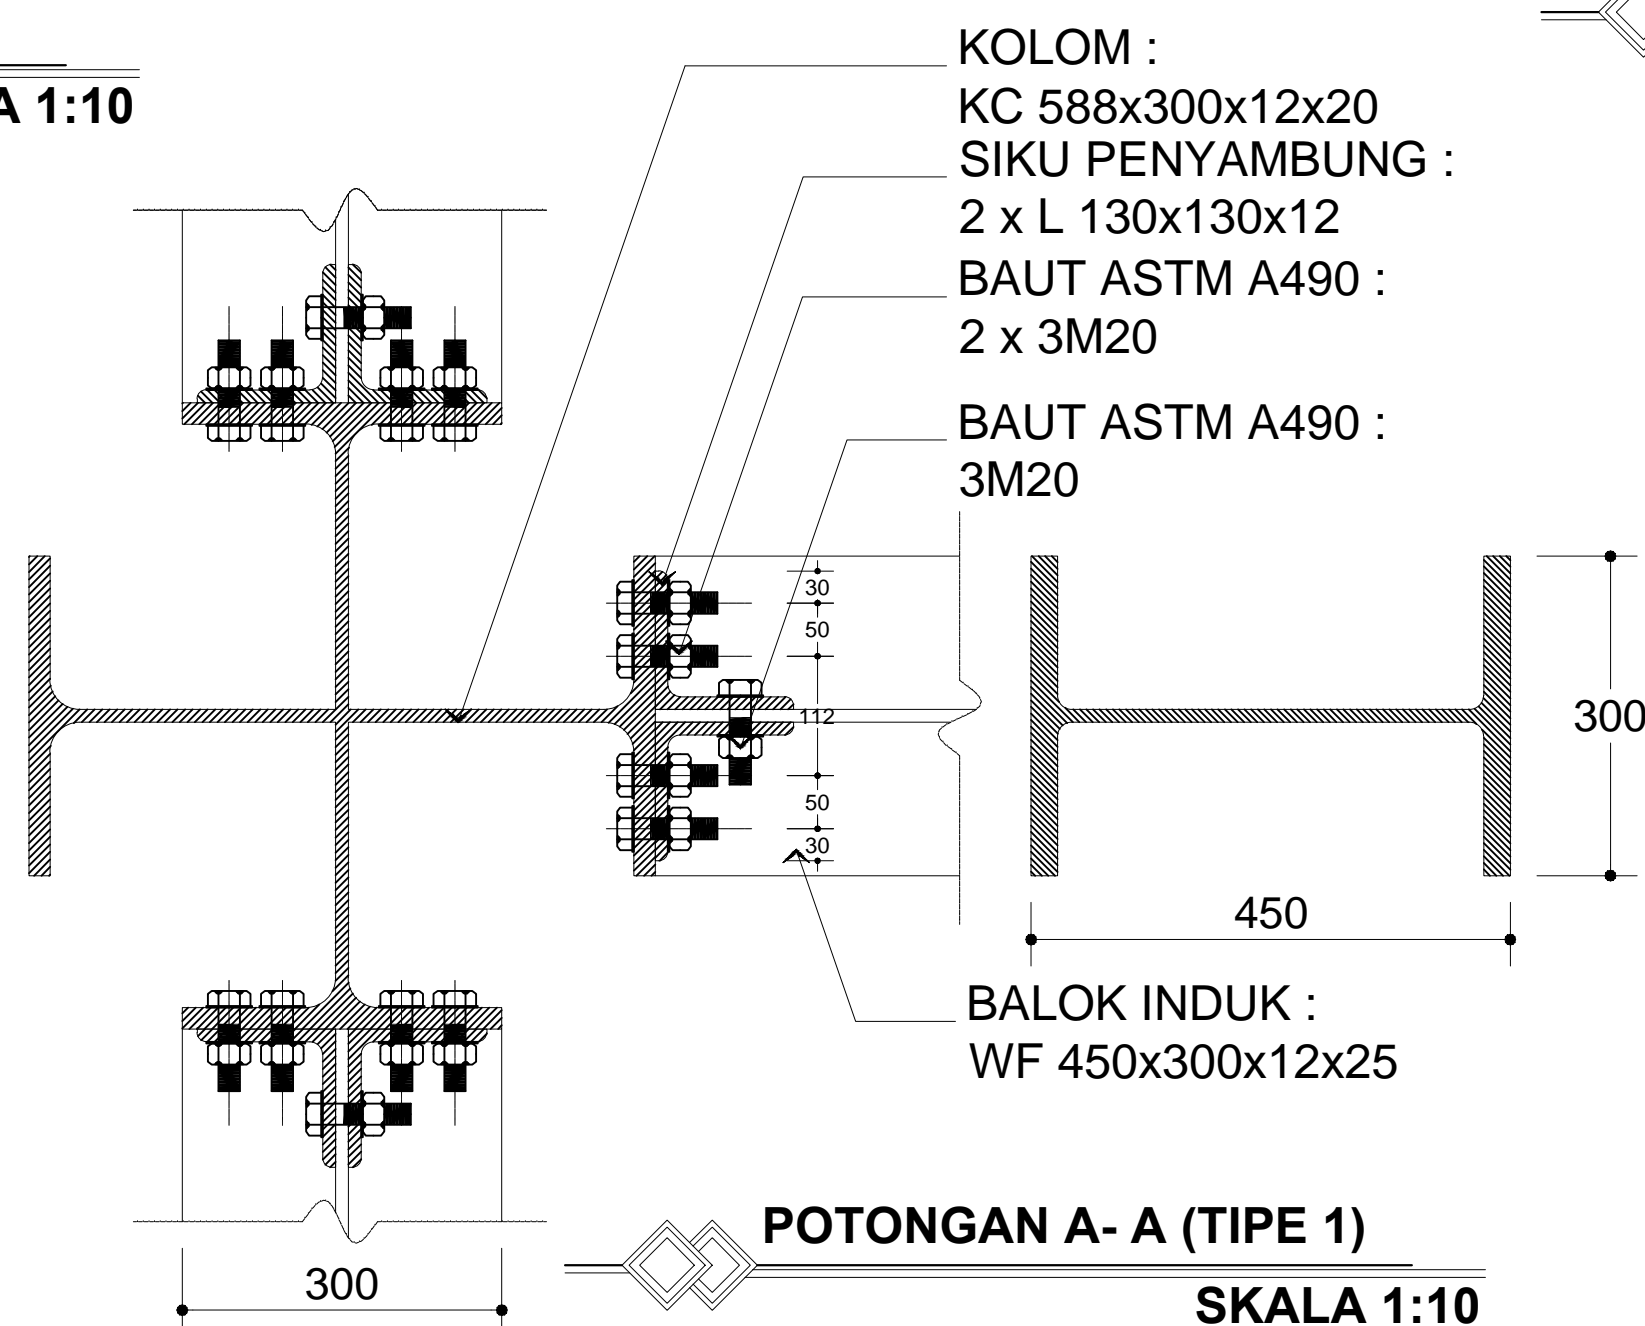 A 1:10
KOLOM :
KC 588x300x12x20
SIKU PENYAMBUNG :
2 x L 130x130x12
BAUT ASTM A490 :
2 x 3M20
BAUT ASTM A490 :
3M20
30
50
112
50
30
300
450
BALOK INDUK :
WF 450x300x12x25
300
POTONGAN A- A (TIPE 1)
SKALA 1:10